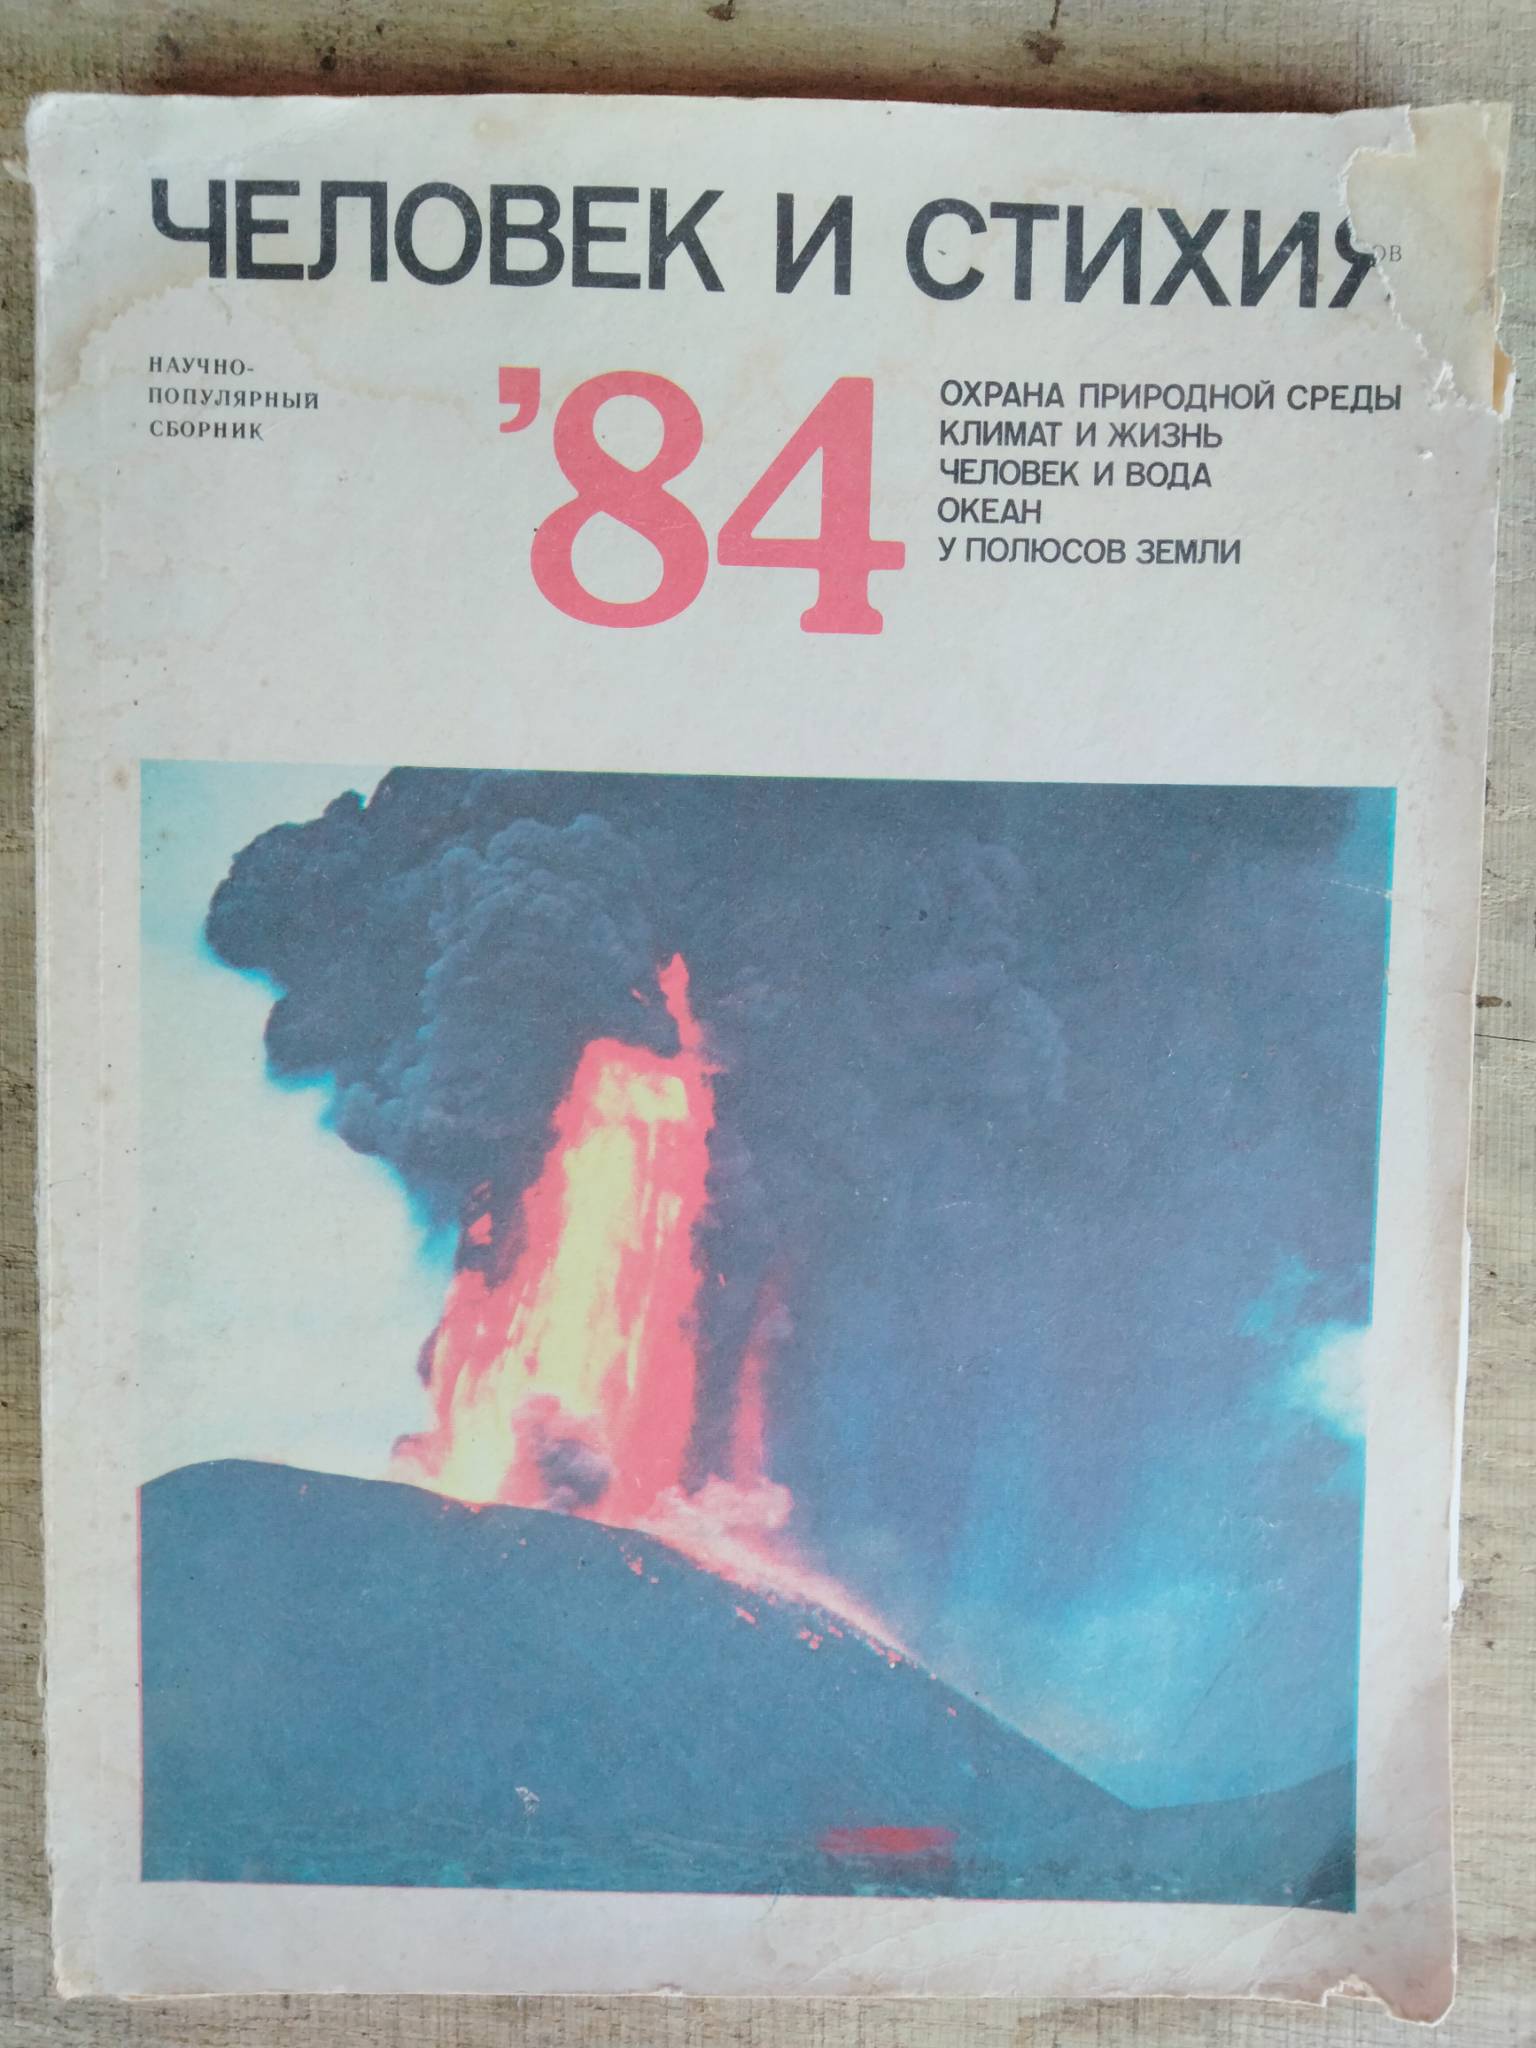 ЧЕЛОВЕК И СТИХИЯ
НАУЧНО-
ПОПУЛЯРНЫЙ
СБОРНИК
'84
ОХРАНА ПРИРОДНОЙ СРЕДЫ
КЛИМАТ И ЖИЗНЬ
ЧЕЛОВЕК И ВОДА
ОКЕАН
У ПОЛЮСОВ ЗЕМЛИ